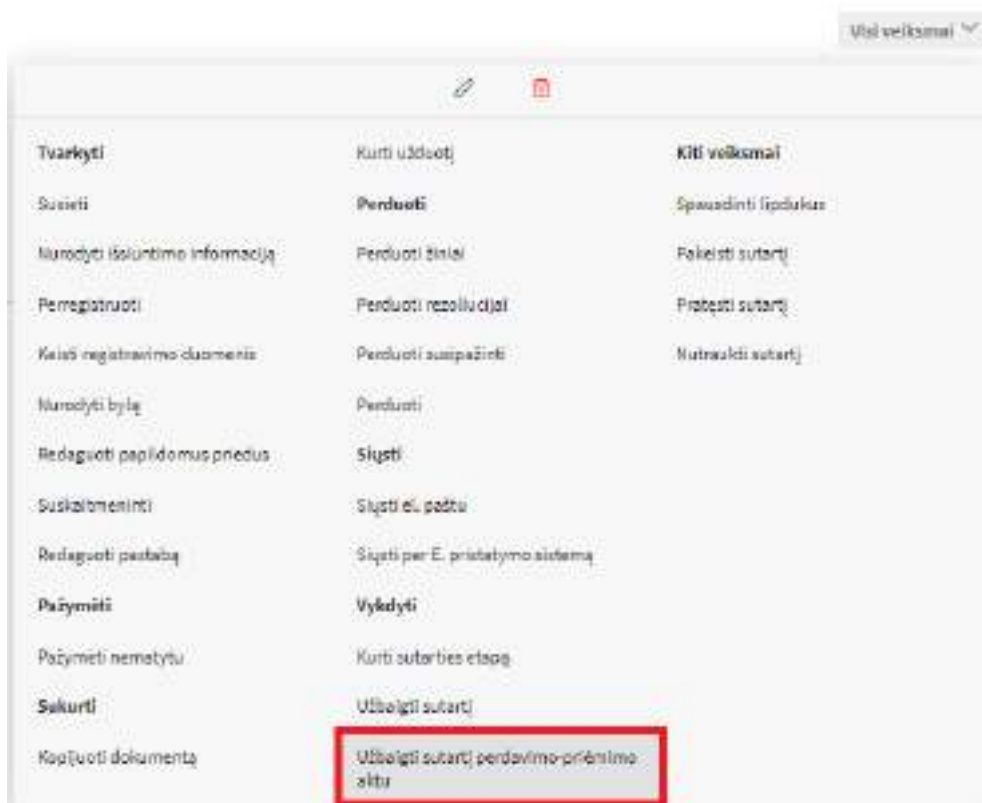 Visi veiksmai
Tvarkyti
Susieti
Nurodyti išsiuntimo informaciją
Perregistruoti
Keisti registravimo duomenis
Nurodyti bylą
Redaguoti papildomus priedus
Suskaitmeninti
Redaguoti pastabą
Pažymėti
Pažymėti nematytu
Sukurti
Kopijuoti dokumentą
Kurti užduotį
Perduoti
Perduoti žiniai
Perduoti rezoliucijai
Perduoti susipažinti
Perduoti
Siųsti
Siųsti el. paštu
Siųsti per E. pristatymo sistemą
Vykdyti
Kurti sutarties etapą
Užbaigti sutartį
Užbaigti sutartį perdavimo-priėmimo
aktu
Kiti veiksmai
Spausdinti lipdukus
Pakeisti sutartį
Pratęsti sutartį
Nutraukti sutartį